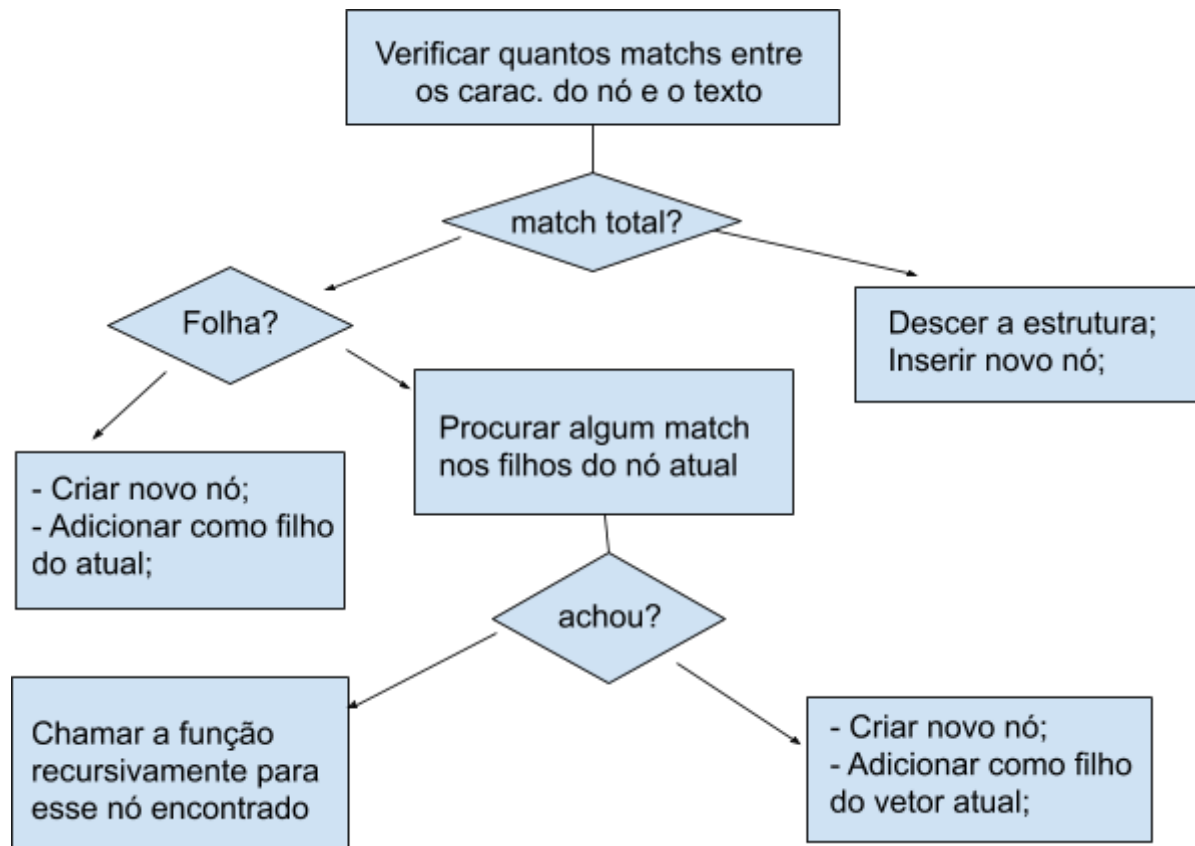 Verificar quantos matchs entre
os carac. do nó e o texto
match total?
Folha?
Descer a estrutura;
Inserir novo nó;
Procurar algum match
nos filhos do nó atual
- Criar novo nó;
- Adicionar como filho
do atual;
achou?
Chamar a função
recursivamente para
esse nó encontrado
- Criar novo nó;
- Adicionar como filho
do vetor atual;